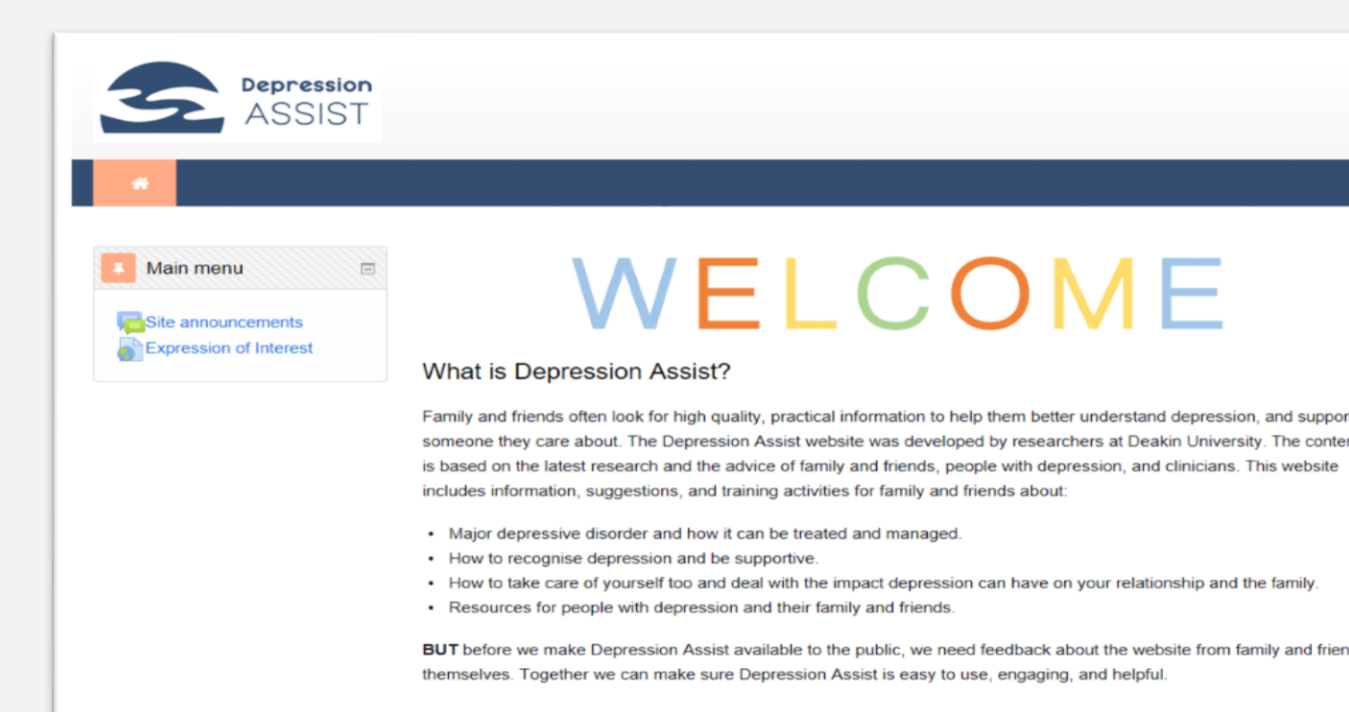 Depression
ASSIST
Main menu
Site announcements
Expression of Interest
WELCOME
What is Depression Assist?
Family and friends often look for high quality, practical information to help them better understand depression, and
someone they care about. The Depression Assist website was developed by researchers at Deakin University. The
is based on the latest research and the advice of family and friends, people with depression, and clinicians. This website
includes information, suggestions, and training activities for family and friends about:
• Major depressive disorder and how it can be treated and managed.
• How to recognise depression and be supportive.
• How to take care of yourself too and deal with the impact depression can have on your relationship and the family.
• Resources for people with depression and their family and friends.
BUT before we make Depression Assist available to the public, we need feedback about the website from family and
themselves. Together we can make sure Depression Assist is easy to use, engaging, and helpful.